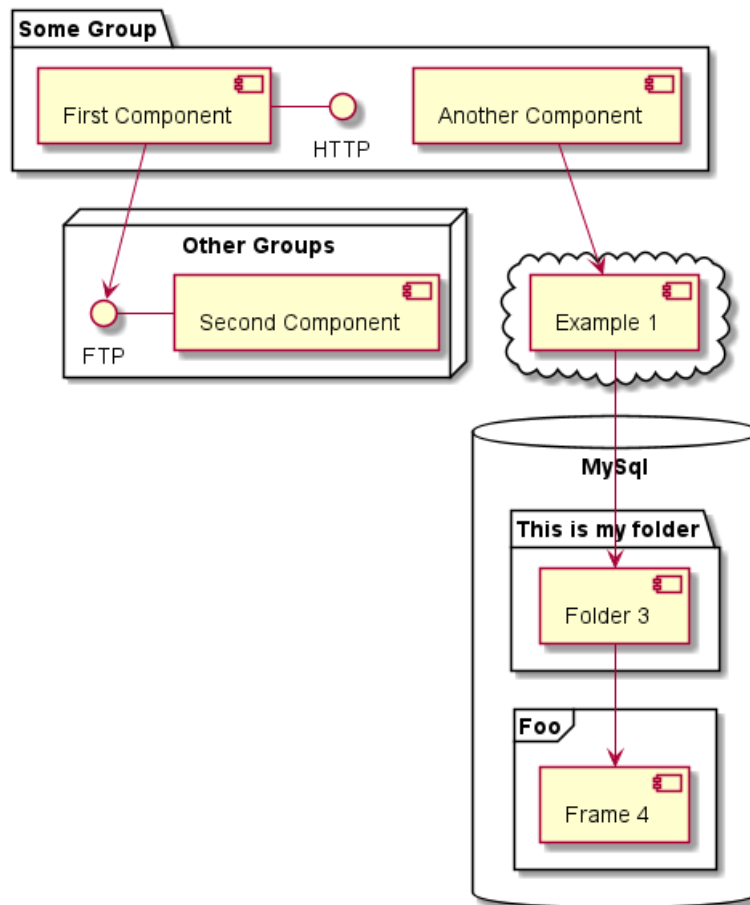 Some Group
First Component
HTTP
Another Component
Other Groups
FTP
Second Component
Example 1
MySql
This is my folder
Folder 3
Foo
Frame 4